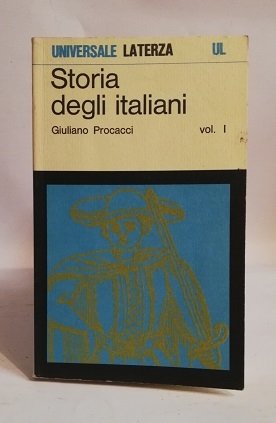 UNIVERSALE LATERZA UL
Storia
degli italiani
Giuliano Procacci vol. I